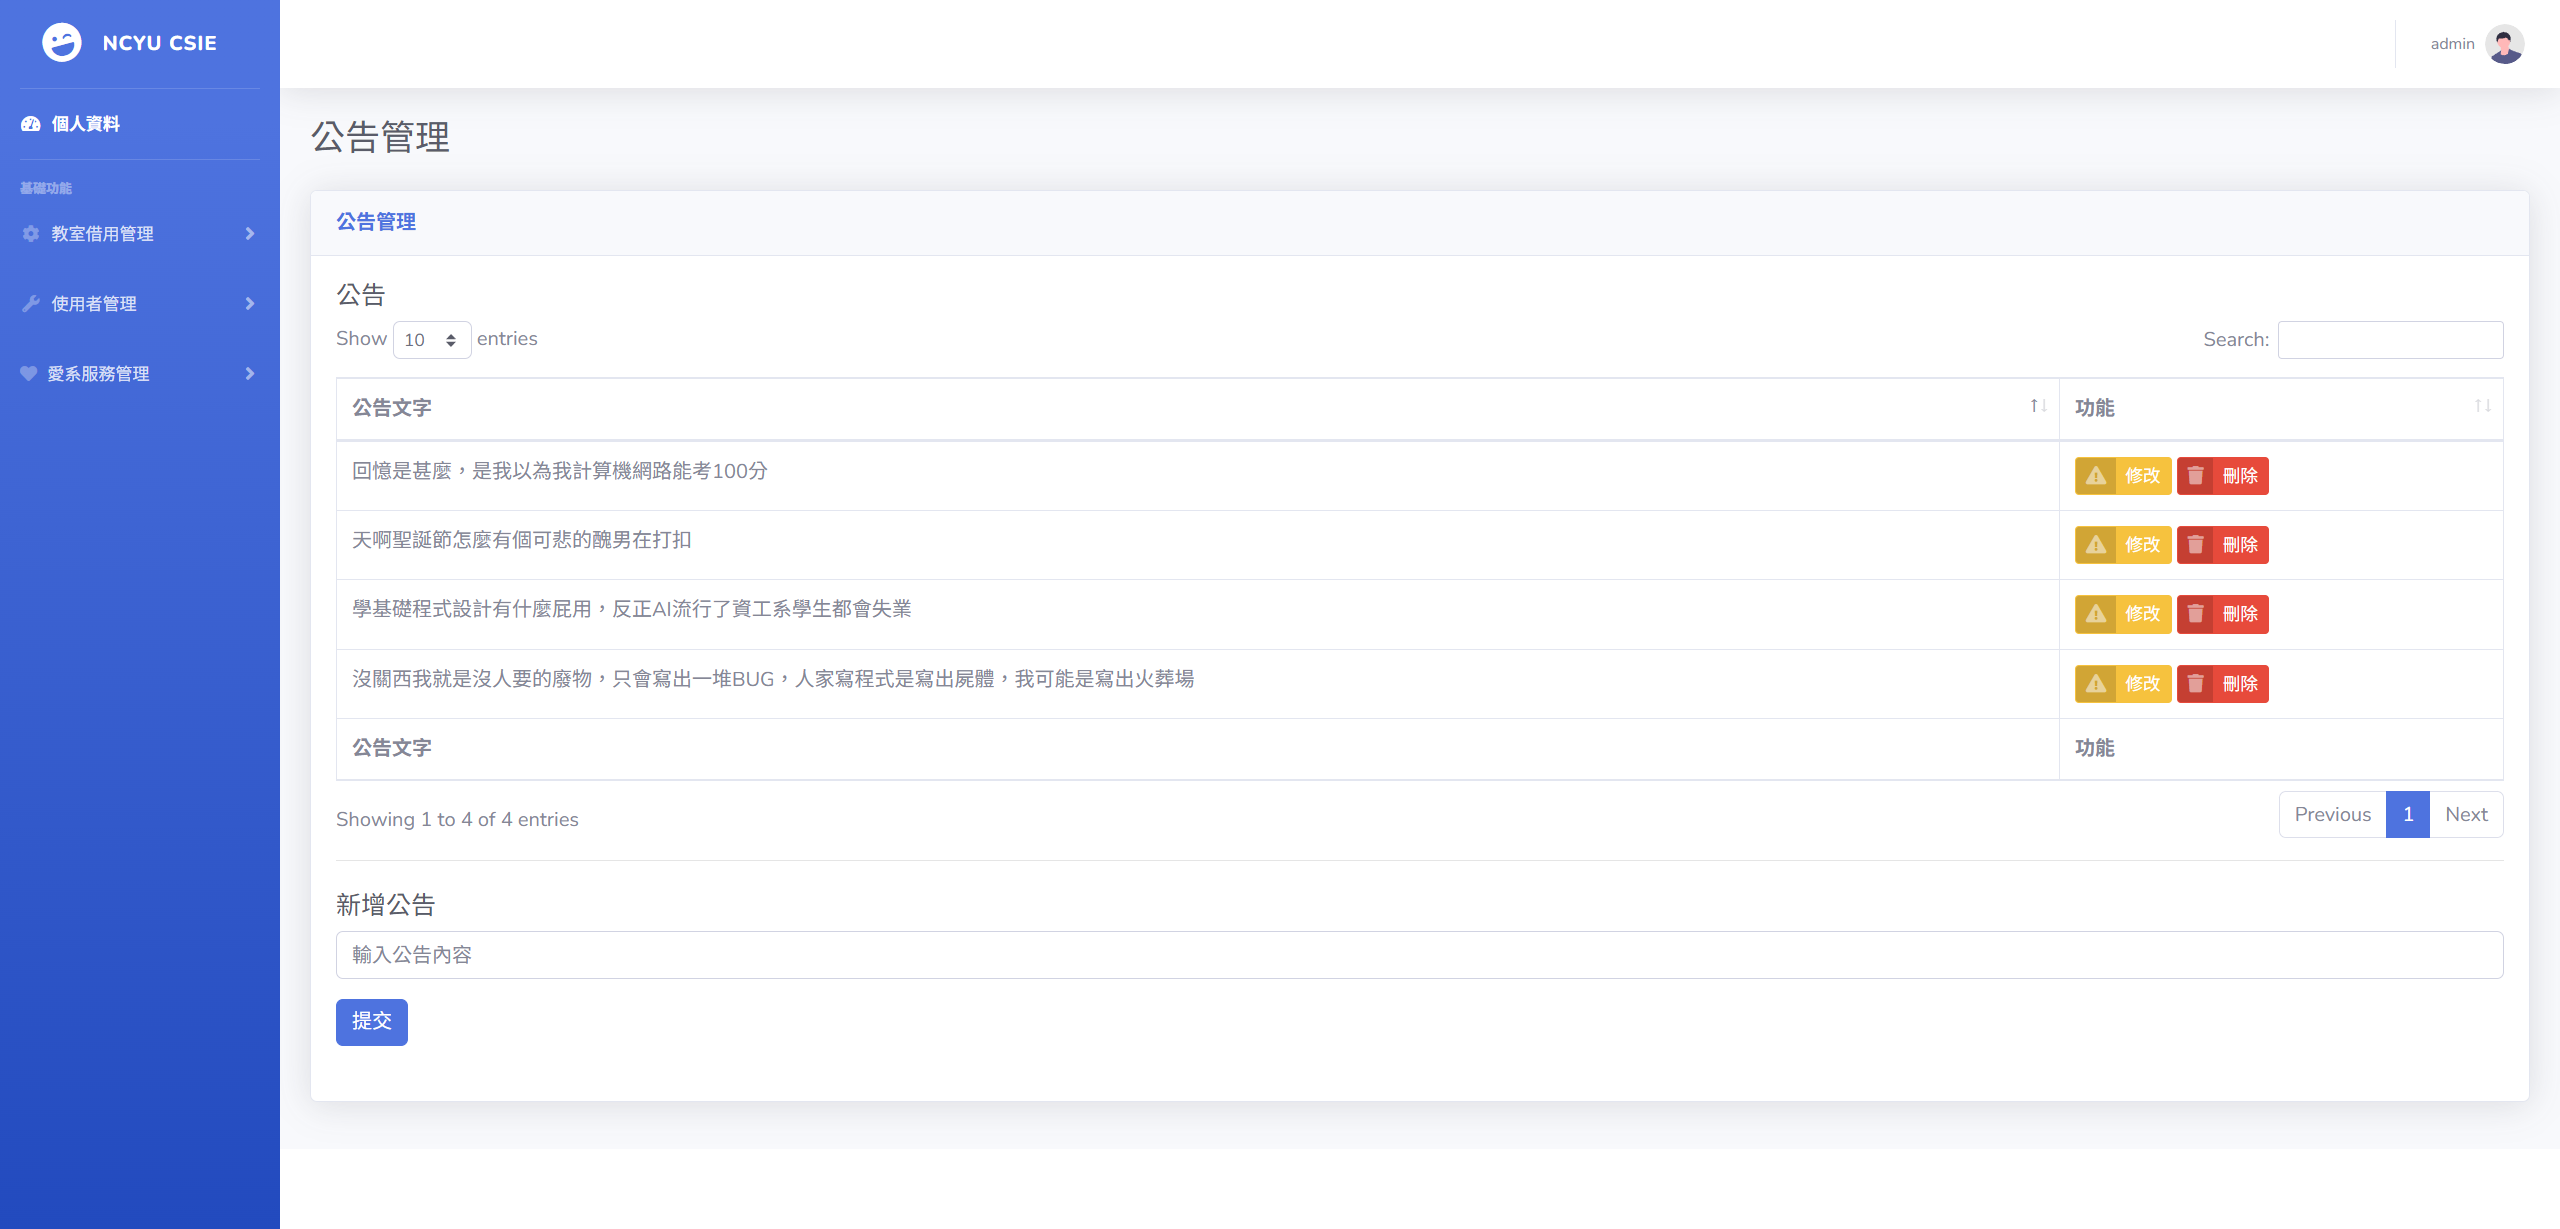 NCYU CSIE
admin
個人資料
基礎功能
教室借用管理
使用者管理
愛系服務管理
公告管理
公告管理
公告
Show 10 entries
Search:
公告文字 功能
回憶是甚麼，是我以為我計算機網路能考100分 修改 刪除
天啊聖誕節怎麼有個可悲的醜男在打扣 修改 刪除
學基礎程式設計有什麼屁用，反正AI流行了資工系學生都會失業 修改 刪除
沒關西我就是沒人要的廢物，只會寫出一堆BUG，人家寫程式是寫出屍體，我可能是寫出火葬場 修改 刪除
公告文字 功能
Showing 1 to 4 of 4 entries
Previous 1 Next
新增公告
輸入公告內容
提交